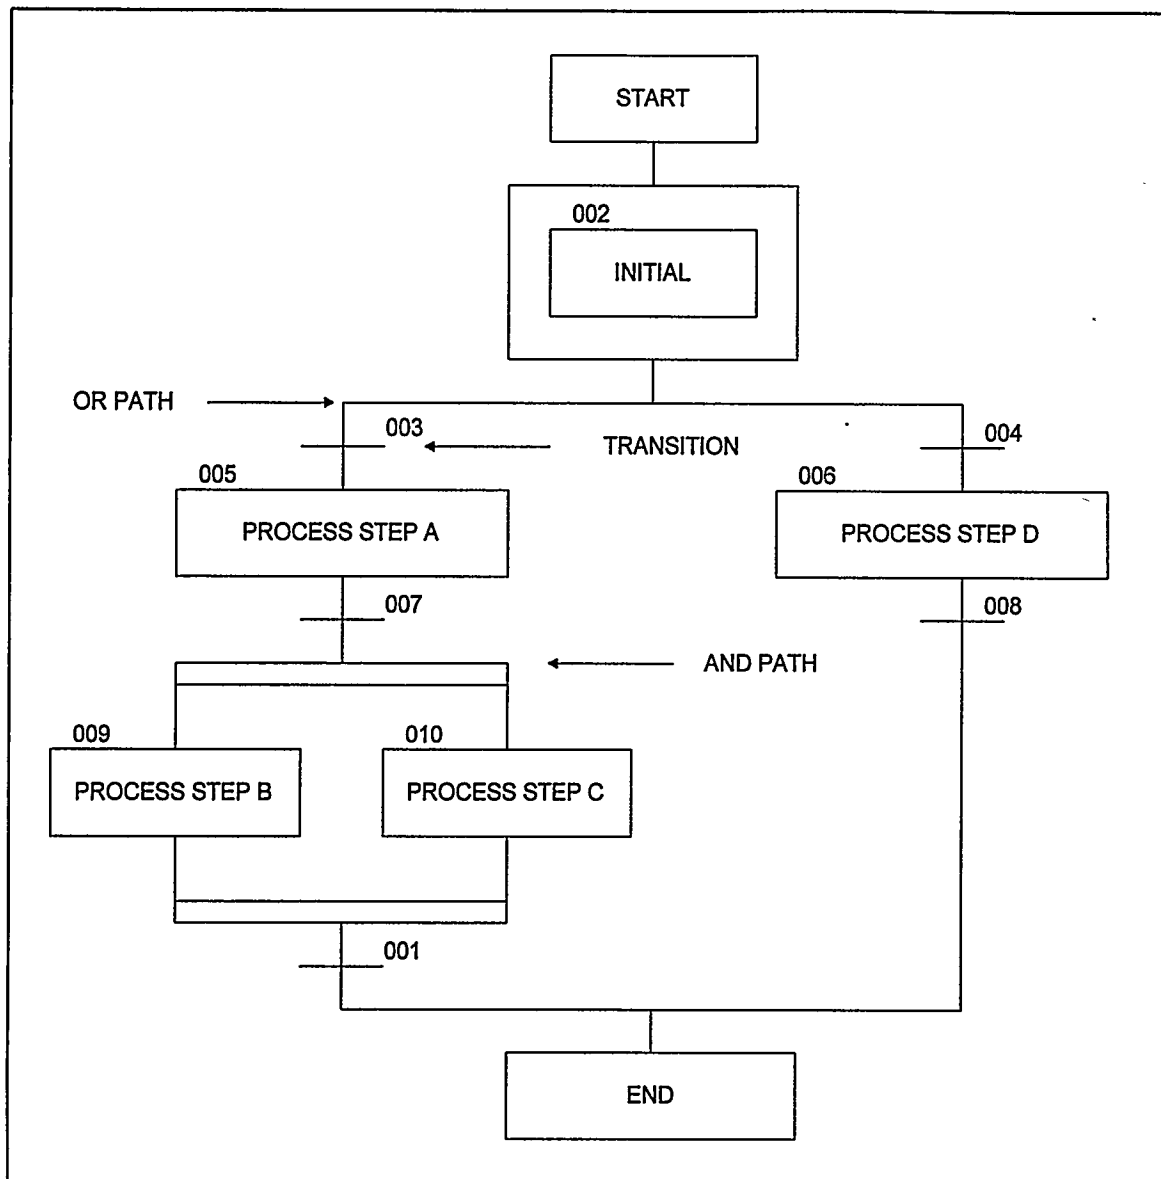 START
002
INITIAL
OR PATH
003
TRANSITION
004
005
006
PROCESS STEP A
PROCESS STEP D
007
008
AND PATH
009
010
PROCESS STEP B
PROCESS STEP C
001
END